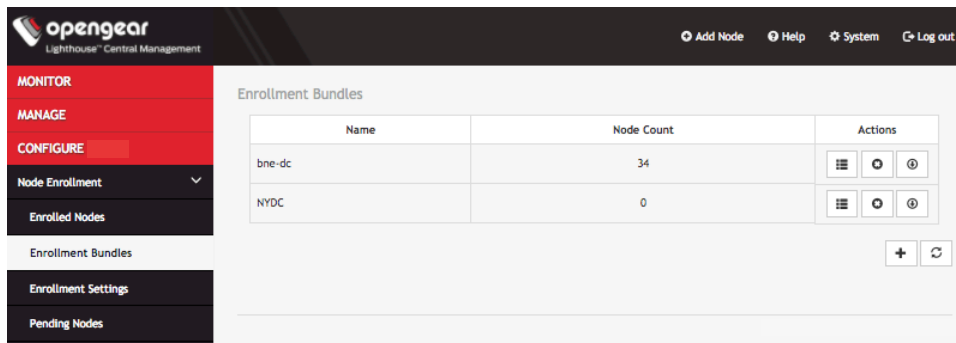 opengear
Lighthouse™ Central Management
Add Node Help System Log out
MONITOR
MANAGE
CONFIGURE
Node Enrollment
Enrolled Nodes
Enrollment Bundles
Enrollment Settings
Pending Nodes
Enrollment Bundles
Name Node Count Actions
bne-dc 34
NYDC 0